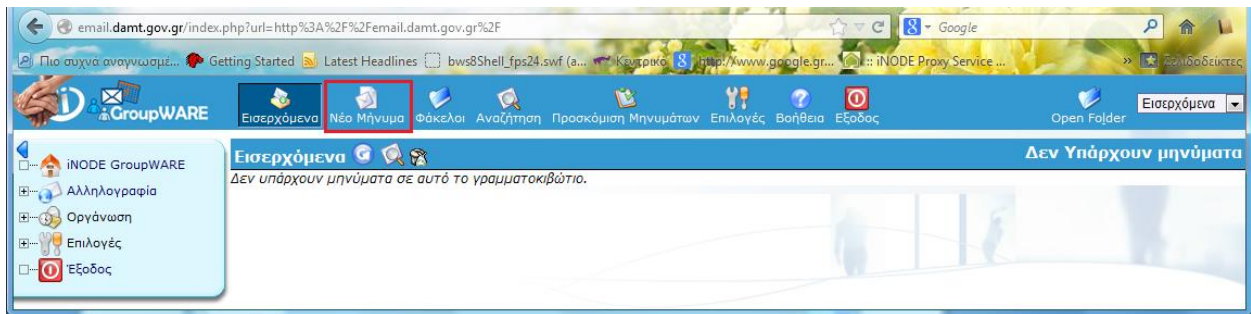 email.damt.gov.gr/index.php?url=http%3A%2F%2Femail.damt.gov.gr%2F Google
Πιο συχνά αναγνωσμέ... Getting Started Latest Headlines bws8Shell_fps24.swf (a... Κεντρικό http://www.google.gr... :: iNODE Proxy Service ... » Σελιδοδείκτες
GroupWARE Εισερχόμενα Νέο Μήνυμα Φάκελοι Αναζήτηση Προσκόμιση Μηνυμάτων Επιλογές Βοήθεια Εξοδος Open Folder Εισερχόμενα
iNODE GroupWARE
Αλληλογραφία
Οργάνωση
Επιλογές
Έξοδος
Εισερχόμενα Δεν Υπάρχουν μηνύματα
Δεν υπάρχουν μηνύματα σε αυτό το γραμματοκιβώτιο.